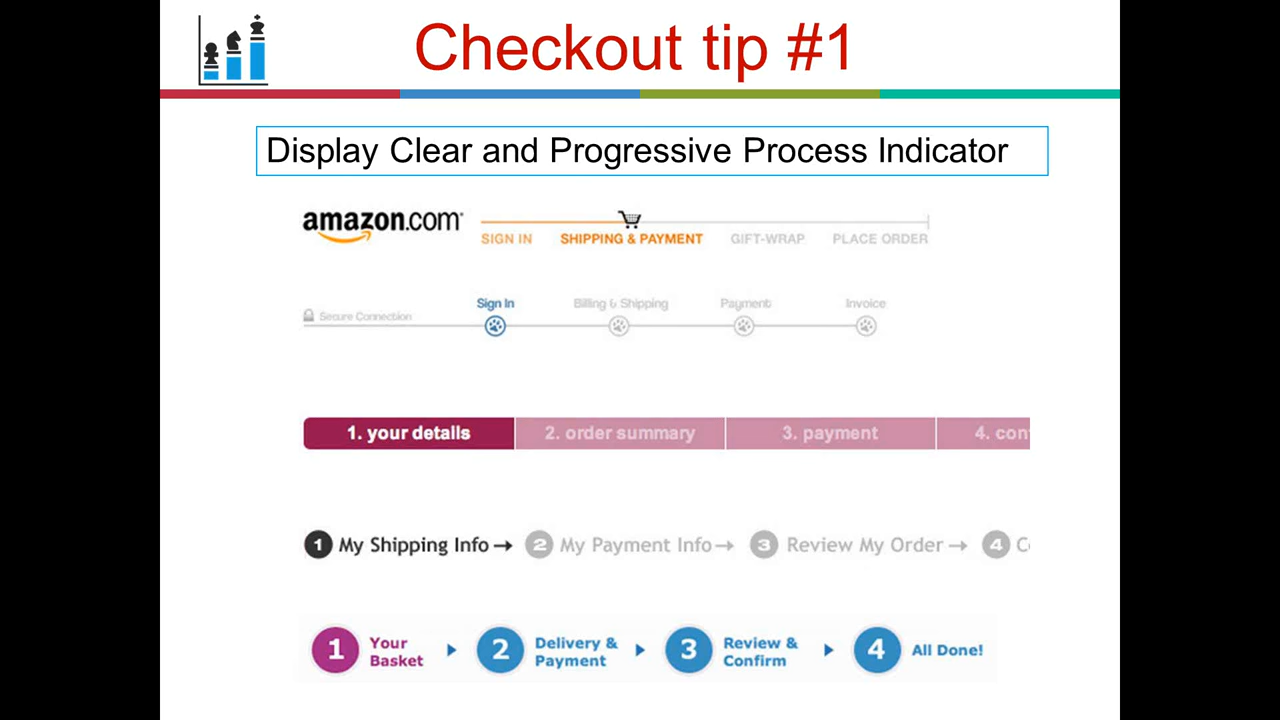 Checkout tip #1
Display Clear and Progressive Process Indicator
amazon.com
SIGN IN SHIPPING & PAYMENT GIFT-WRAP PLACE ORDER
Sign In Billing & Shipping Payment Invoice
Secure Connection
1. your details 2. order summary 3. payment 4. con
1 My Shipping Info → 2 My Payment Info → 3 Review My Order → 4 C
1 Your Basket 2 Delivery & Payment 3 Review & Confirm 4 All Done!